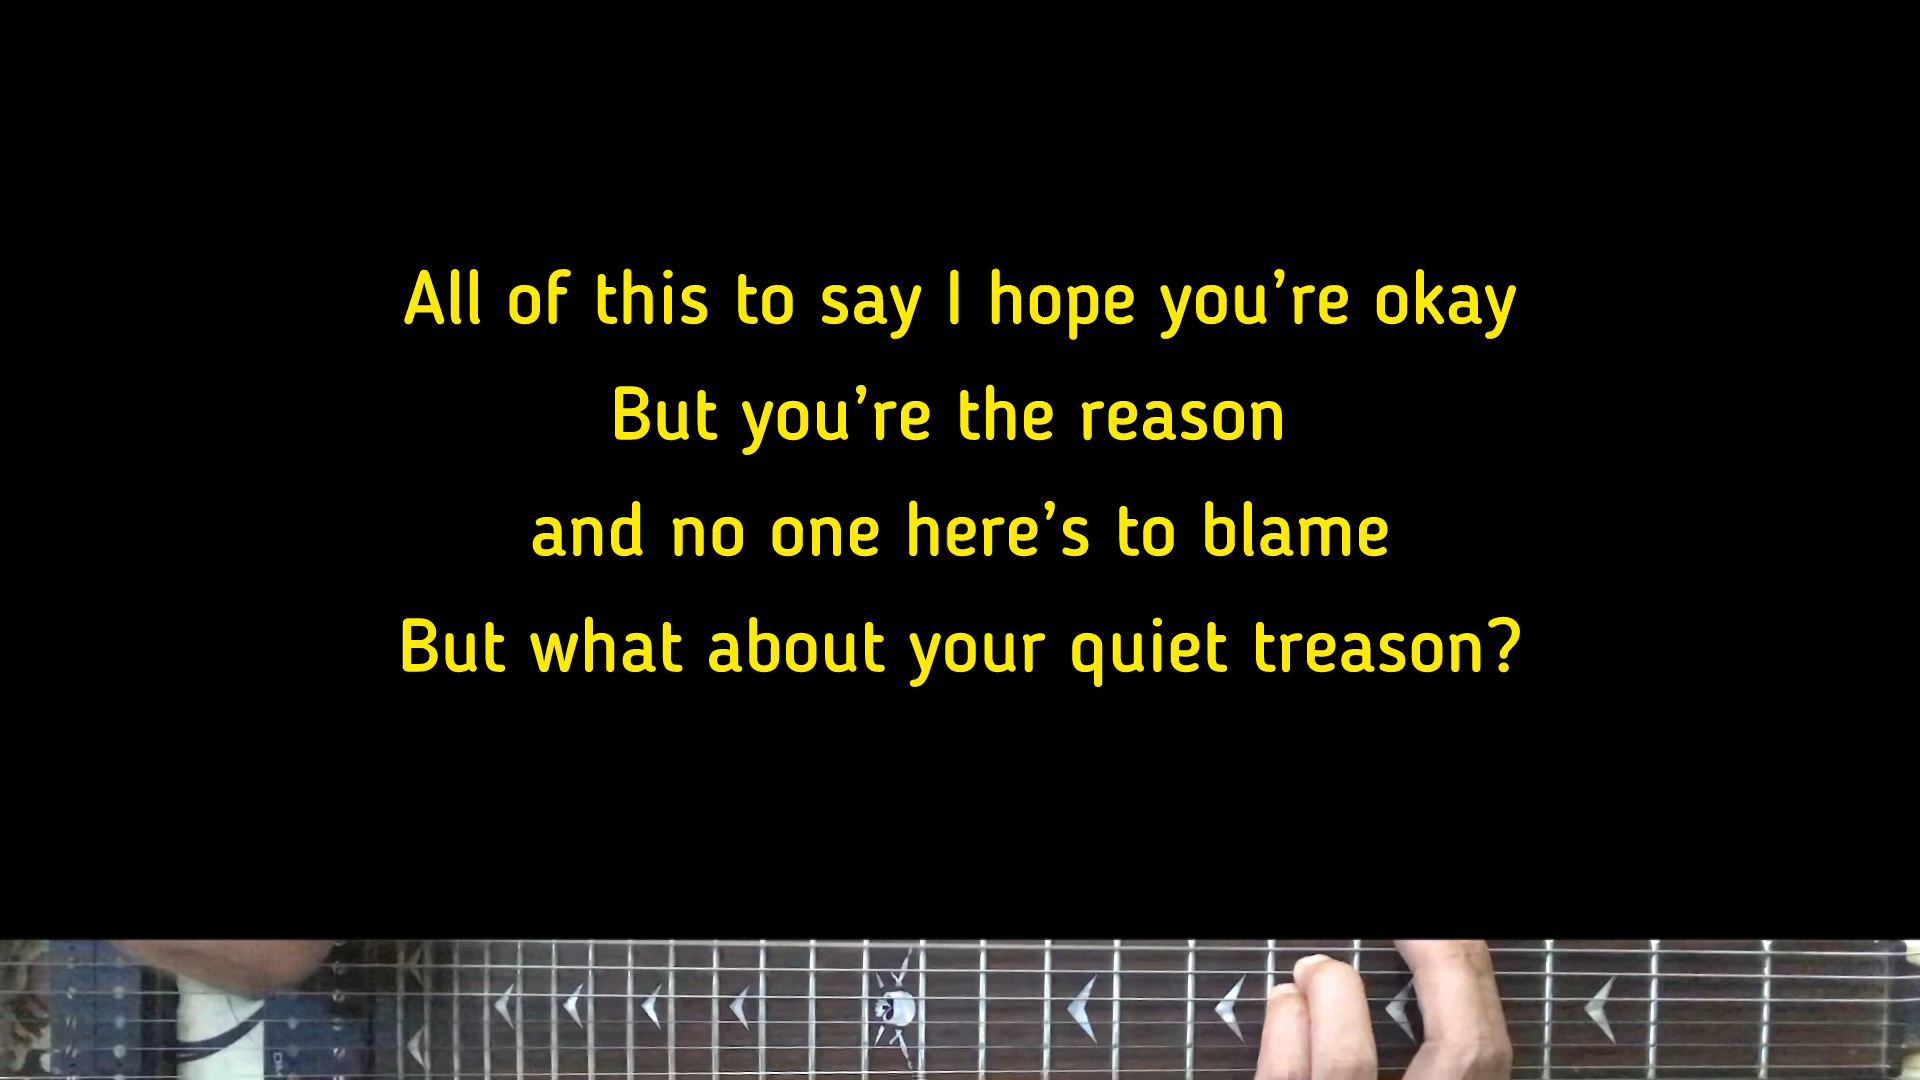 All of this to say I hope you’re okay
But you’re the reason
and no one here’s to blame
But what about your quiet treason?